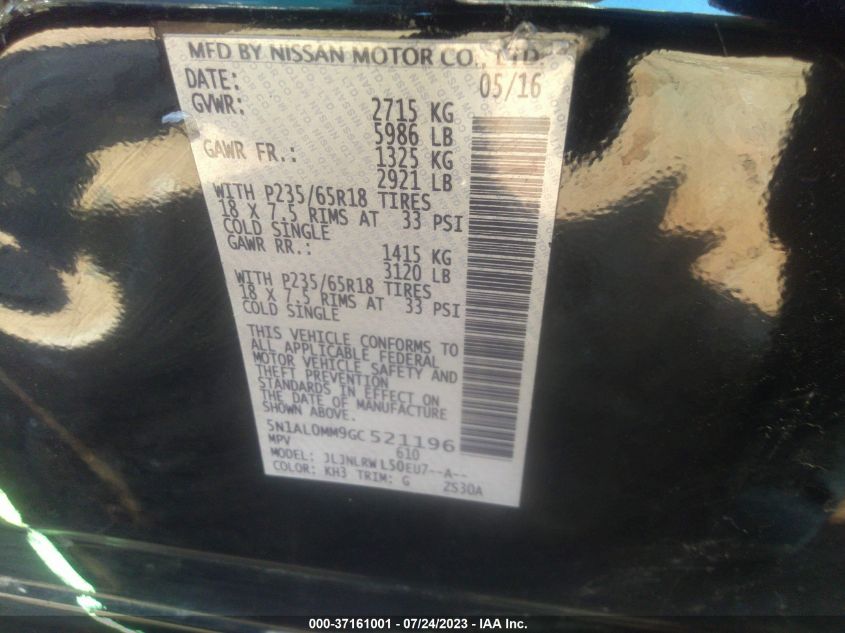 MFD BY NISSAN MOTOR CO., LTD.
DATE: 05/16
GVWR: 2715 KG
5986 LB
GAWR FR.: 1325 KG
2921 LB
WITH P235/65R18 TIRES
18 X 7.5 RIMS AT 33 PSI
COLD SINGLE
GAWR RR.: 1415 KG
3120 LB
WITH P235/65R18 TIRES
18 X 7.5 RIMS AT 33 PSI
COLD SINGLE
THIS VEHICLE CONFORMS TO
ALL APPLICABLE FEDERAL
MOTOR VEHICLE SAFETY AND
THEFT PREVENTION
STANDARDS IN EFFECT ON
THE DATE OF MANUFACTURE
SHOWN ABOVE.
5N1AL0MM9GC521196
MPV 610
MODEL: JLJNLRWL50EU7--A--
COLOR: KH3 TRIM: G ZS30A
000-37161001 - 07/24/2023 - IAA Inc.